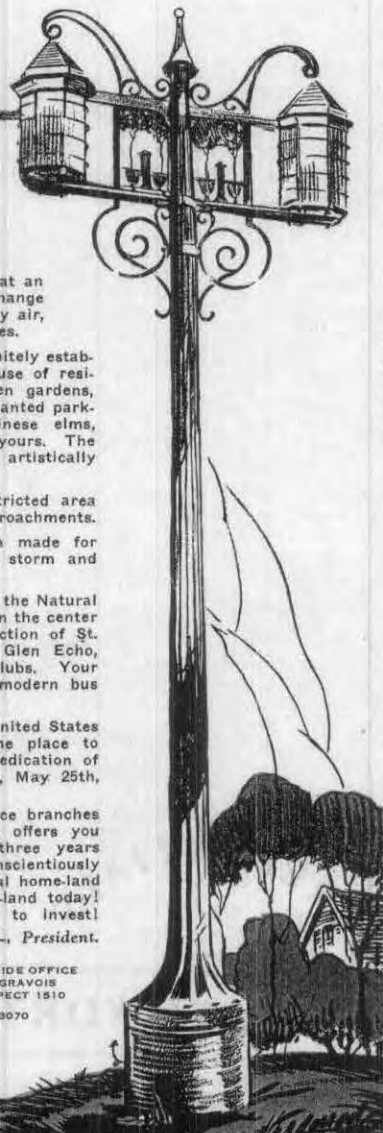 at an
hange
y air,
es.
nitely estab-
use of resi-
en gardens,
anted park-
inese elms,
yours. The
artistically
tricted area
roachments.
n made for
storm and
the Natural
n the center
ction of St.
Glen Echo,
lubs. Your
modern bus
nited States
ne place to
edication of
, May 25th,
ce branches
offers you
three years
nscientiously
al home-land
-land today!
to invest!
L., President.
IDE OFFICE
GRAVOIS
PECT 1510
3070